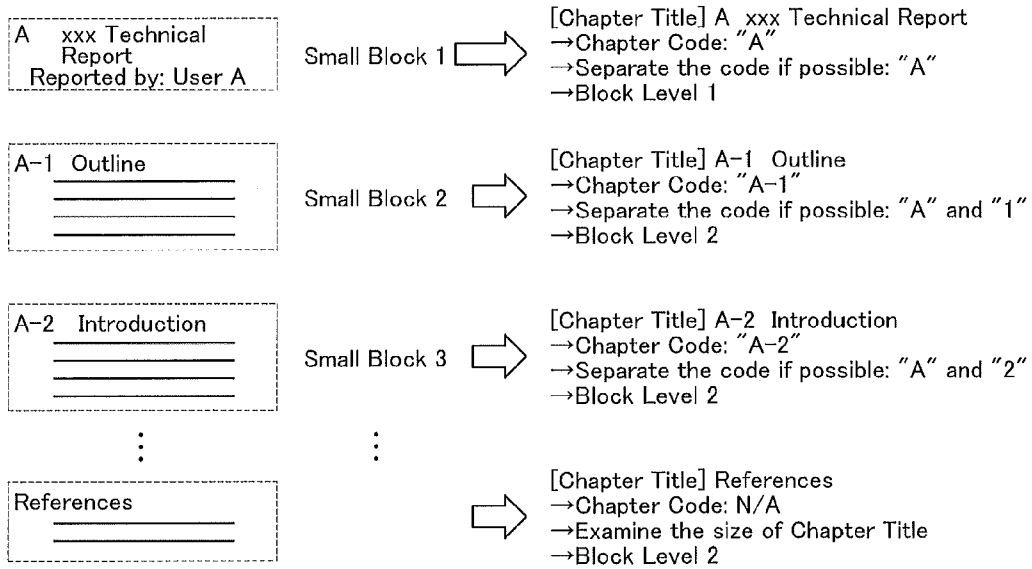 A xxx Technical
Report
Reported by: User A
Small Block 1
[Chapter Title] A xxx Technical Report
→Chapter Code: "A"
→Separate the code if possible: "A"
→Block Level 1
A-1 Outline
Small Block 2
[Chapter Title] A-1 Outline
→Chapter Code: "A-1"
→Separate the code if possible: "A" and "1"
→Block Level 2
A-2 Introduction
Small Block 3
[Chapter Title] A-2 Introduction
→Chapter Code: "A-2"
→Separate the code if possible: "A" and "2"
→Block Level 2
References
[Chapter Title] References
→Chapter Code: N/A
→Examine the size of Chapter Title
→Block Level 2